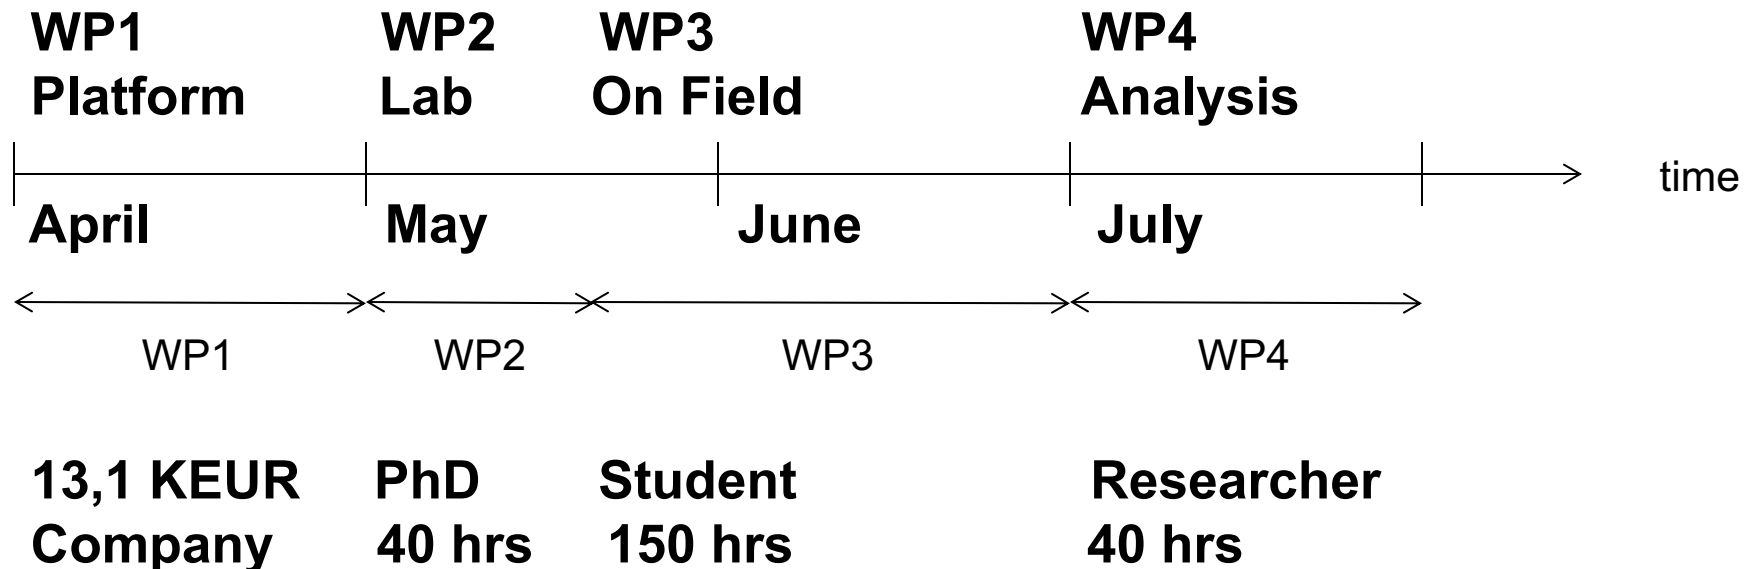 WP1 WP2 WP3 WP4
Platform Lab On Field Analysis
time
April May June July
WP1 WP2 WP3 WP4
13,1 KEUR PhD Student Researcher
Company 40 hrs 150 hrs 40 hrs